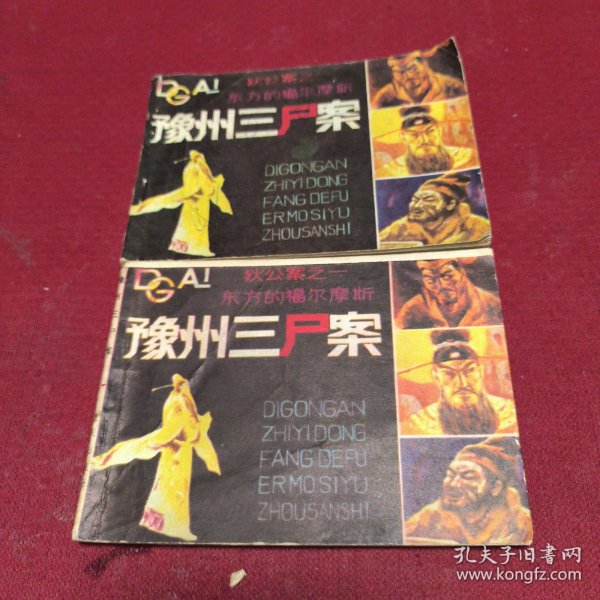 DGAI
狄公案之一
东方的福尔摩斯
豫州三尸案
DIGONGAN
ZHIYIDONG
FANGDEFU
ERMOSIYU
ZHOUSANSHI
DGAI
狄公案之一
东方的福尔摩斯
豫州三尸案
DIGONGAN
ZHIYIDONG
FANGDEFU
ERMOSIYU
ZHOUSANSHI
孔夫子旧书网
www.kongfz.com